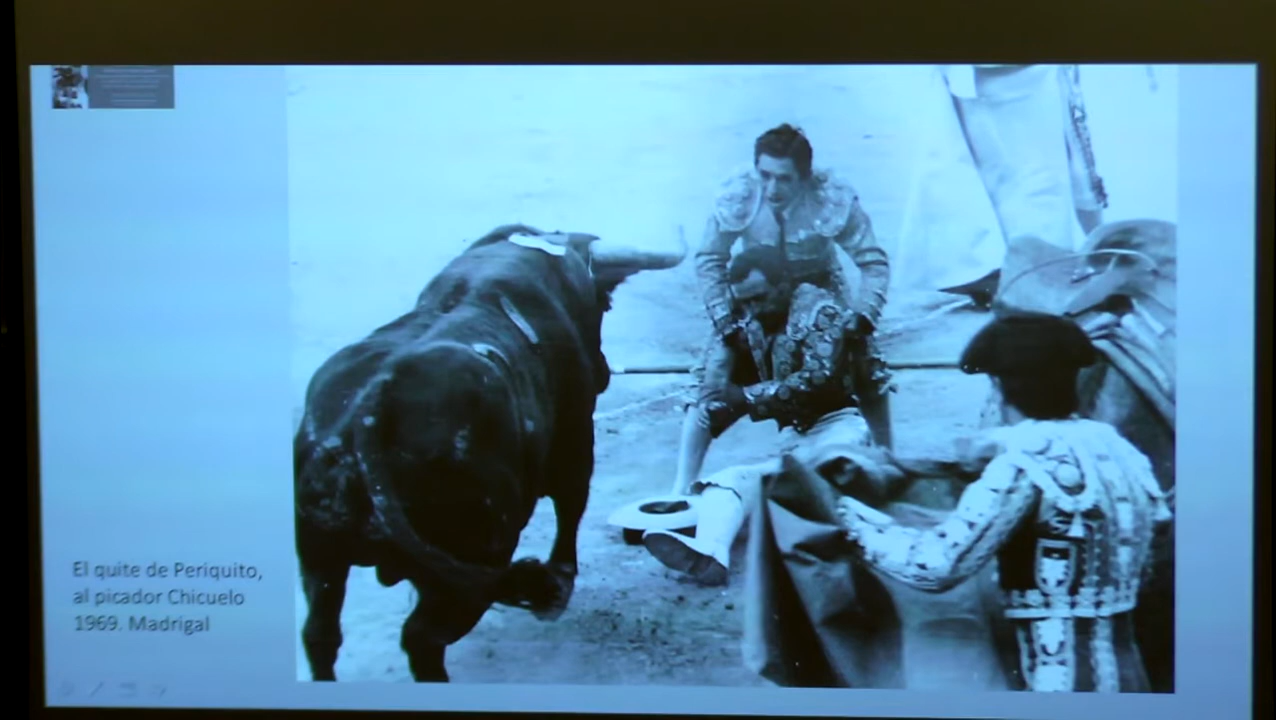 El quite de Periquito,
al picador Chicuelo
1969. Madrigal